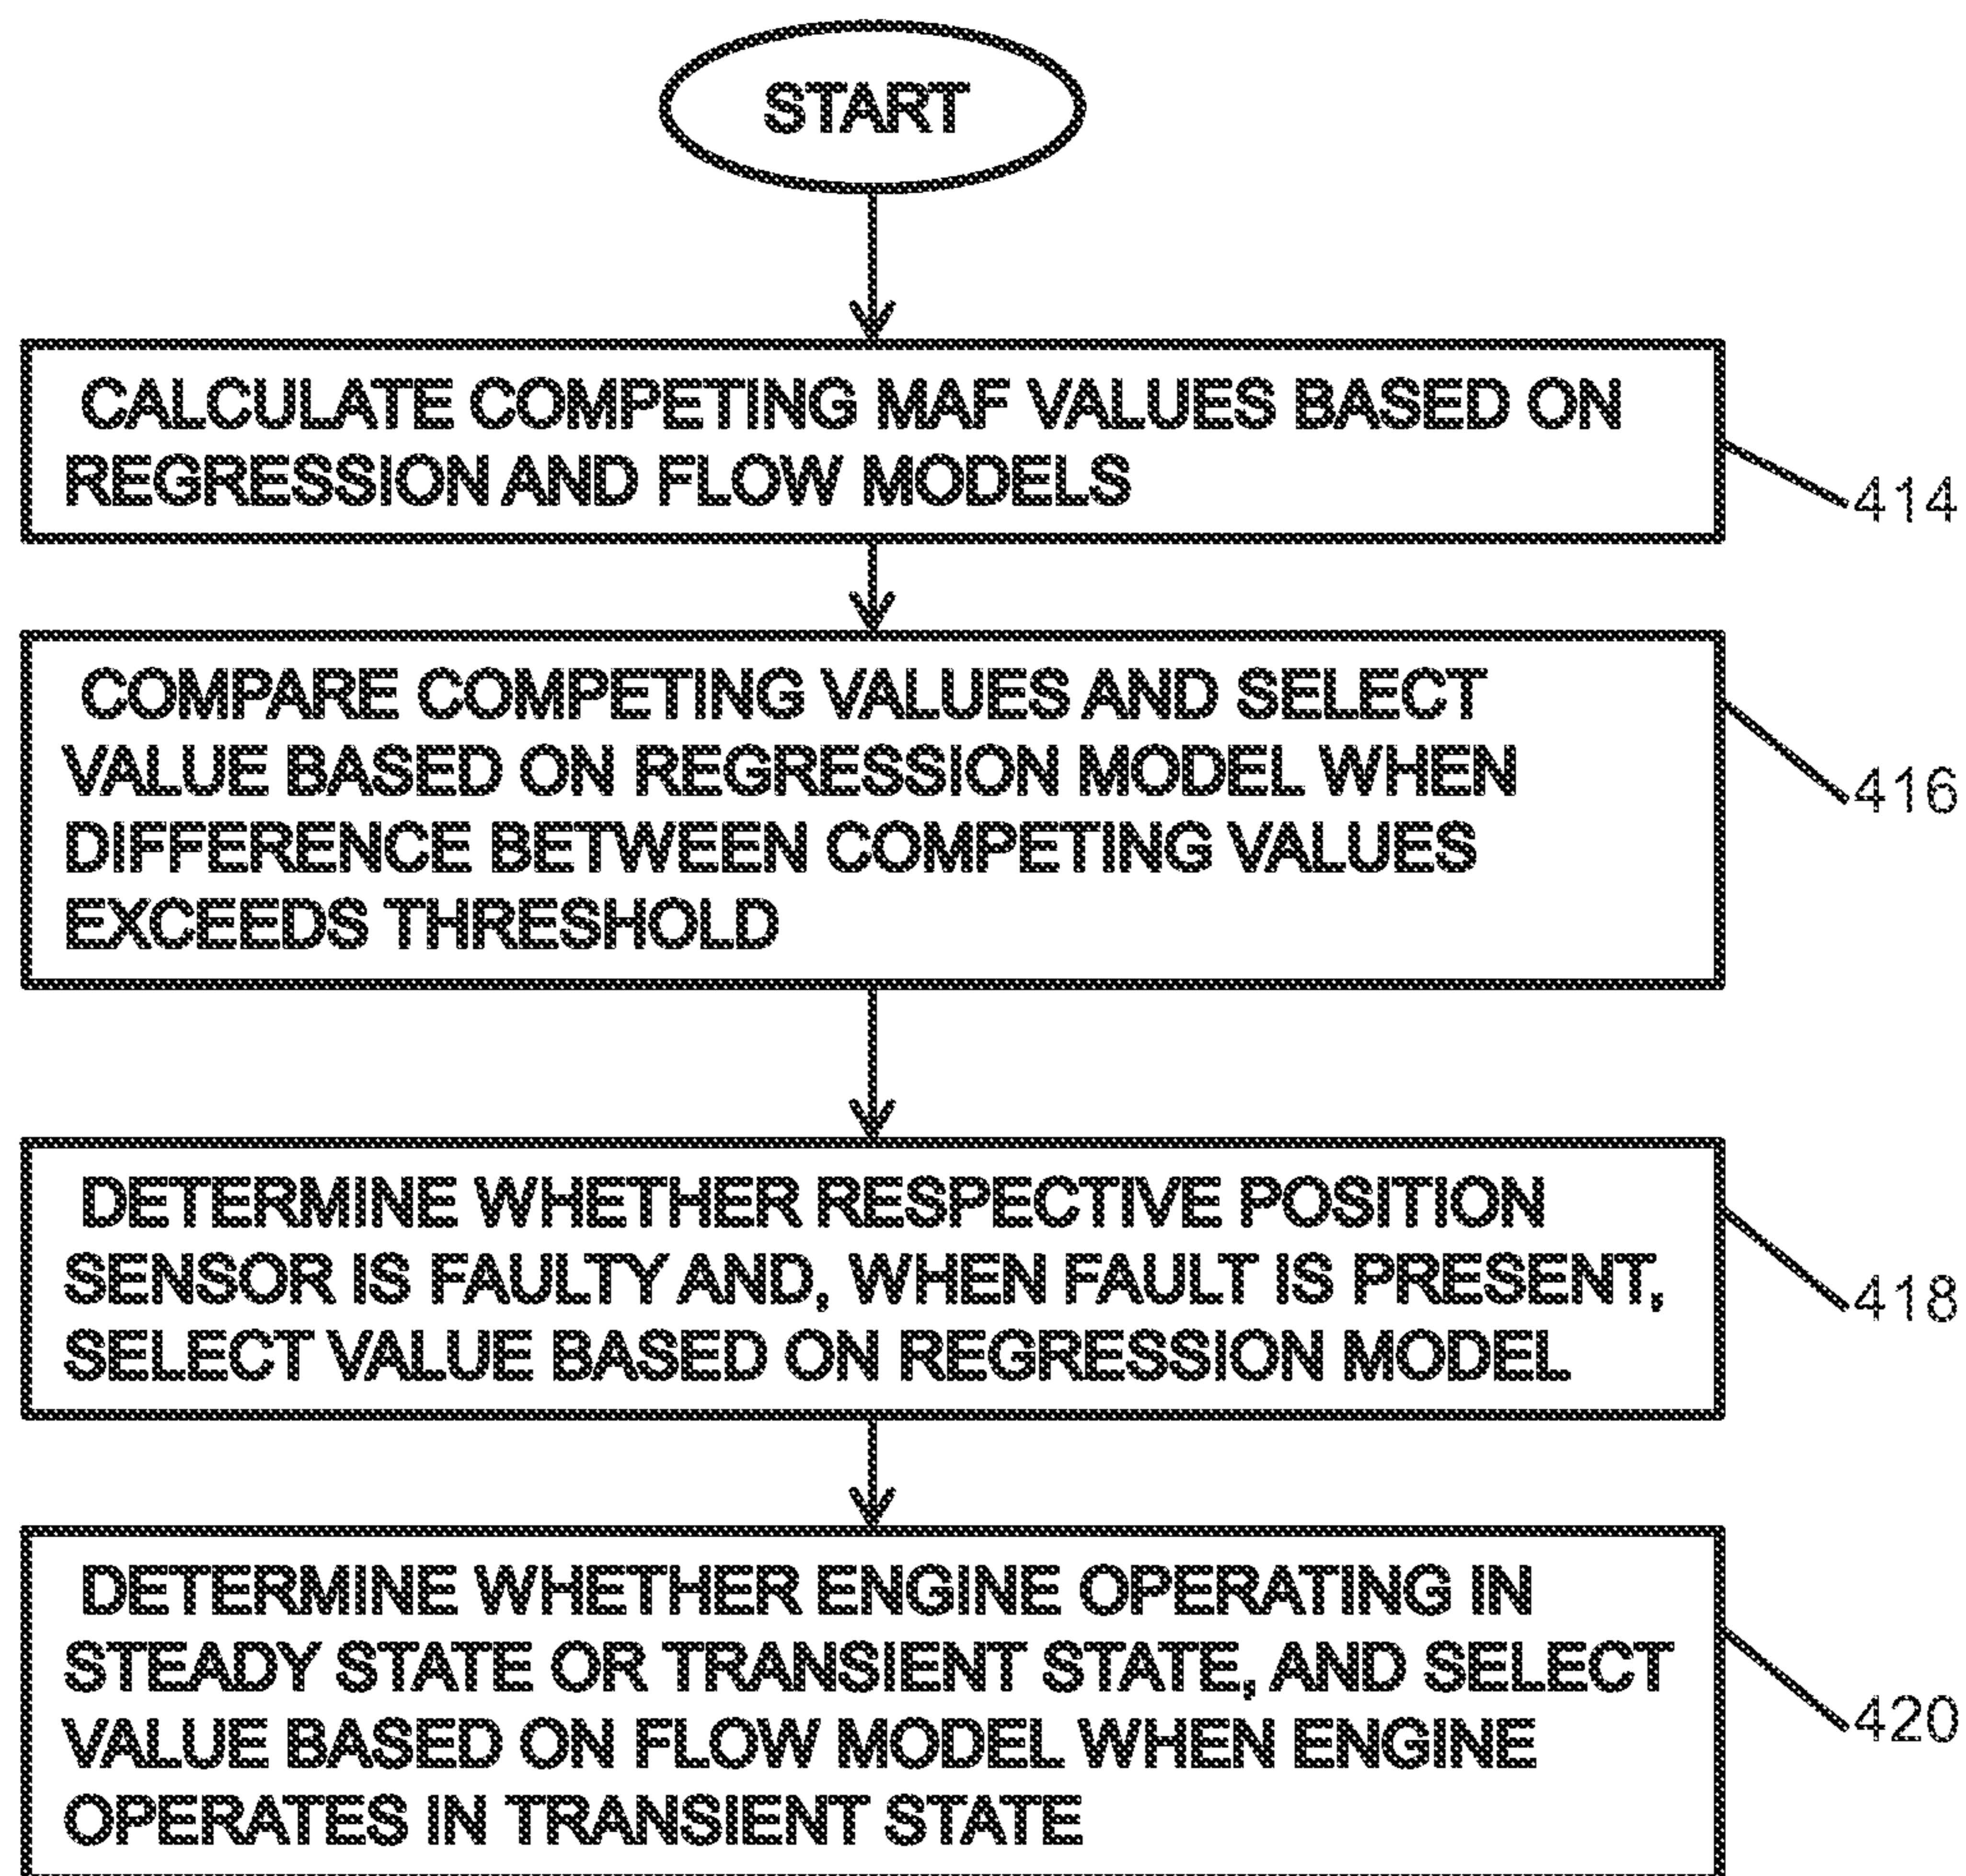 START
CALCULATE COMPETING MAF VALUES BASED ON
REGRESSION AND FLOW MODELS
414
COMPARE COMPETING VALUES AND SELECT
VALUE BASED ON REGRESSION MODEL WHEN
DIFFERENCE BETWEEN COMPETING VALUES
EXCEEDS THRESHOLD
416
DETERMINE WHETHER RESPECTIVE POSITION
SENSOR IS FAULTY AND, WHEN FAULT IS PRESENT,
SELECT VALUE BASED ON REGRESSION MODEL
418
DETERMINE WHETHER ENGINE OPERATING IN
STEADY STATE OR TRANSIENT STATE, AND SELECT
VALUE BASED ON FLOW MODEL WHEN ENGINE
OPERATES IN TRANSIENT STATE
420